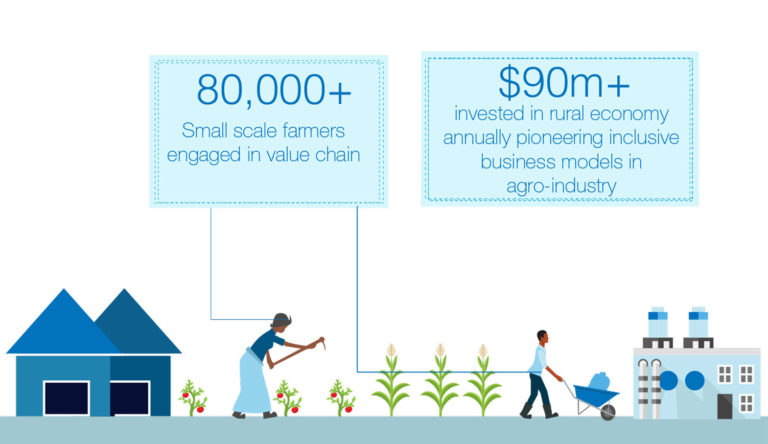 80,000+
Small scale farmers
engaged in value chain
$90m+
invested in rural economy
annually pioneering inclusive
business models in
agro-industry